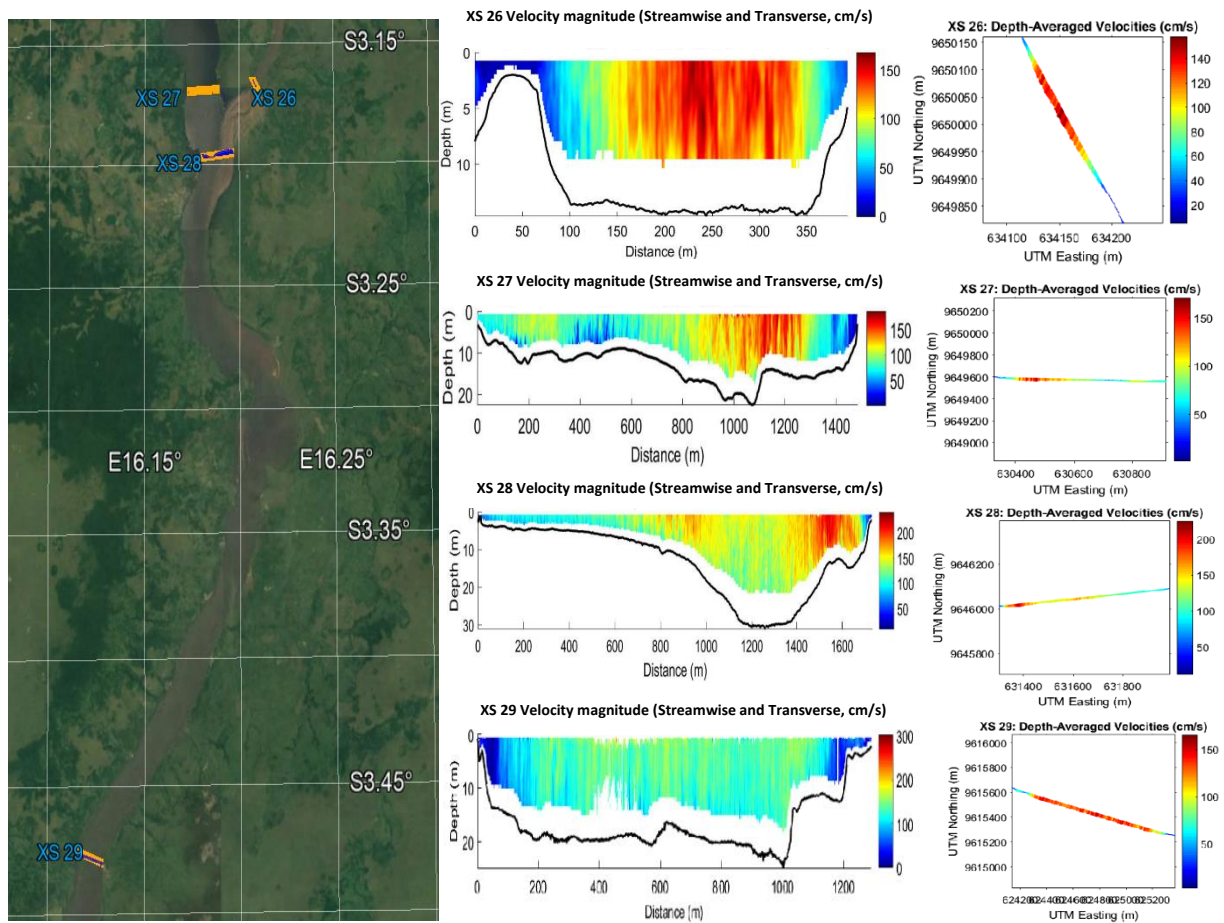 S3.15°
XS 27
XS 26
XS 28
S3.25°
E16.15°
E16.25°
S3.35°
S3.45°
XS 29
XS 26 Velocity magnitude (Streamwise and Transverse, cm/s)
0
5
10
Depth (m)
0 50 100 150 200 250 300 350
Distance (m)
150
100
50
0
XS 26: Depth-Averaged Velocities (cm/s)
9650150
9650100
9650050
9650000
9649950
9649900
9649850
UTM Northing (m)
634100 634150 634200
UTM Easting (m)
140
120
100
80
60
40
20
XS 27 Velocity magnitude (Streamwise and Transverse, cm/s)
0
10
20
Depth (m)
0 200 400 600 800 1000 1200 1400
Distance (m)
150
100
50
XS 27: Depth-Averaged Velocities (cm/s)
9650200
9650000
9649800
9649600
9649400
9649200
9649000
UTM Northing (m)
630400 630600 630800
UTM Easting (m)
150
100
50
XS 28 Velocity magnitude (Streamwise and Transverse, cm/s)
0
10
20
30
Depth (m)
0 200 400 600 800 1000 1200 1400 1600
Distance (m)
200
150
100
50
XS 28: Depth-Averaged Velocities (cm/s)
9646200
9646000
9645800
UTM Northing (m)
631400 631600 631800
UTM Easting (m)
200
150
100
50
XS 29 Velocity magnitude (Streamwise and Transverse, cm/s)
0
10
20
Depth (m)
0 200 400 600 800 1000 1200
Distance (m)
300
200
100
0
XS 29: Depth-Averaged Velocities (cm/s)
9616000
9615800
9615600
9615400
9615200
9615000
UTM Northing (m)
624200 624400 624600 624800 625000 625200
UTM Easting (m)
150
100
50